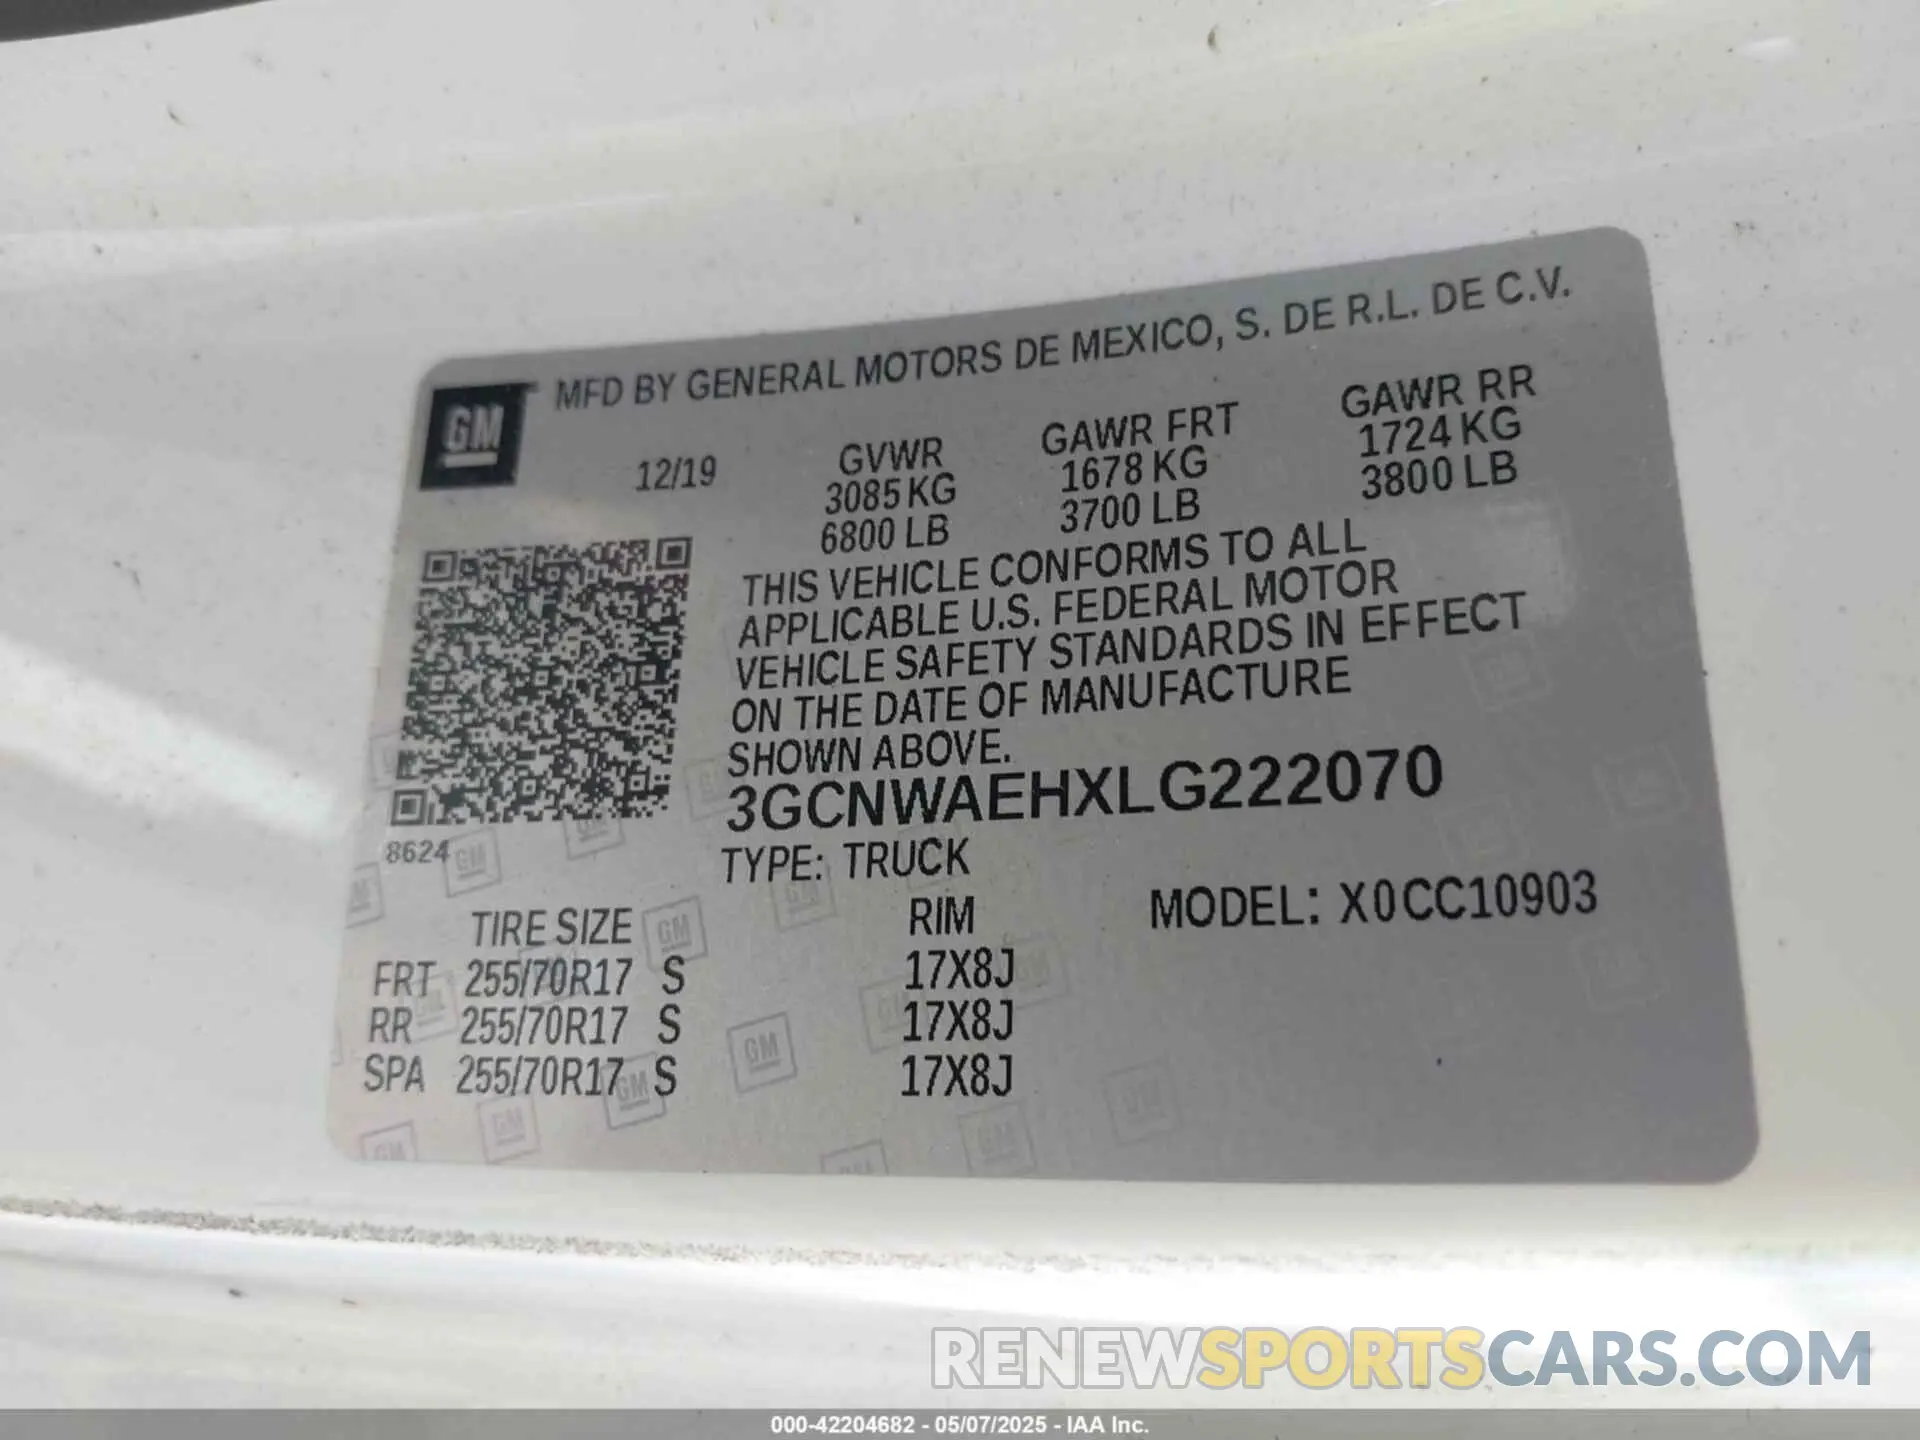 GM
MFD BY GENERAL MOTORS DE MEXICO, S. DE R.L. DE C.V.
12/19
GVWR
3085 KG
6800 LB
GAWR FRT
1678 KG
3700 LB
GAWR RR
1724 KG
3800 LB
THIS VEHICLE CONFORMS TO ALL
APPLICABLE U.S. FEDERAL MOTOR
VEHICLE SAFETY STANDARDS IN EFFECT
ON THE DATE OF MANUFACTURE
SHOWN ABOVE.
3GCNWAEHXLG222070
8624
TYPE: TRUCK
MODEL: X0CC10903
TIRE SIZE RIM
FRT 255/70R17 S 17X8J
RR 255/70R17 S 17X8J
SPA 255/70R17 S 17X8J
RENEWSPORTSCARS.COM
000-42204682 - 05/07/2025 - IAA Inc.